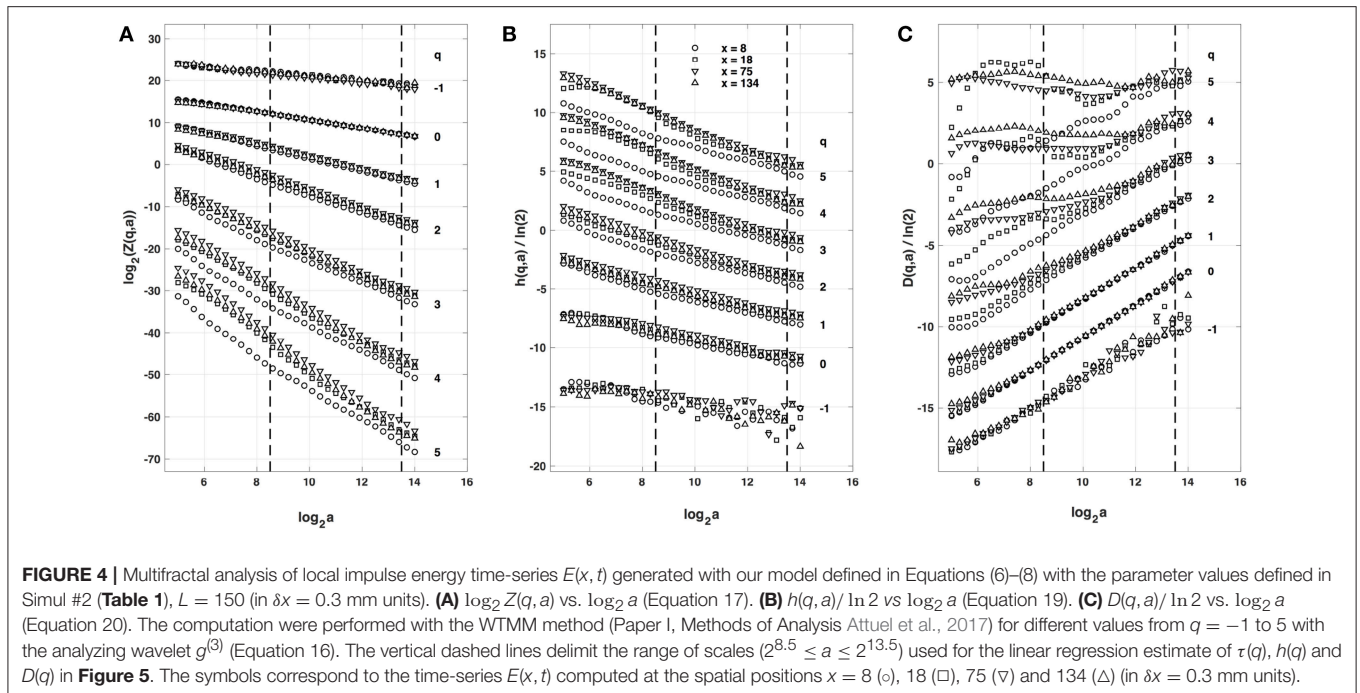 A
B
C
30
20
10
0
-10
-20
-30
-40
-50
-60
-70
log2(Z(q,a))
q
-1
0
1
2
3
4
5
6 8 10 12 14 16
log2a
15
10
5
0
-5
-10
-15
-20
h(q,a) / ln(2)
x = 8
x = 18
x = 75
x = 134
q
5
4
3
2
1
0
-1
6 8 10 12 14 16
log2a
5
0
-5
-10
-15
D(q,a) / ln(2)
q
5
4
3
2
1
0
-1
6 8 10 12 14 16
log2a
FIGURE 4 | Multifractal analysis of local impulse energy time-series E(x, t) generated with our model defined in Equations (6)–(8) with the parameter values defined in
Simul #2 (Table 1), L = 150 (in δx = 0.3 mm units). (A) log2 Z(q, a) vs. log2 a (Equation 17). (B) h(q, a)/ ln 2 vs log2 a (Equation 19). (C) D(q, a)/ ln 2 vs. log2 a
(Equation 20). The computation were performed with the WTMM method (Paper I, Methods of Analysis Attuel et al., 2017) for different values from q = −1 to 5 with
the analyzing wavelet g(3) (Equation 16). The vertical dashed lines delimit the range of scales (2^8.5 ≤ a ≤ 2^13.5) used for the linear regression estimate of τ(q), h(q) and
D(q) in Figure 5. The symbols correspond to the time-series E(x, t) computed at the spatial positions x = 8 (○), 18 (□), 75 (▽) and 134 (△) (in δx = 0.3 mm units).